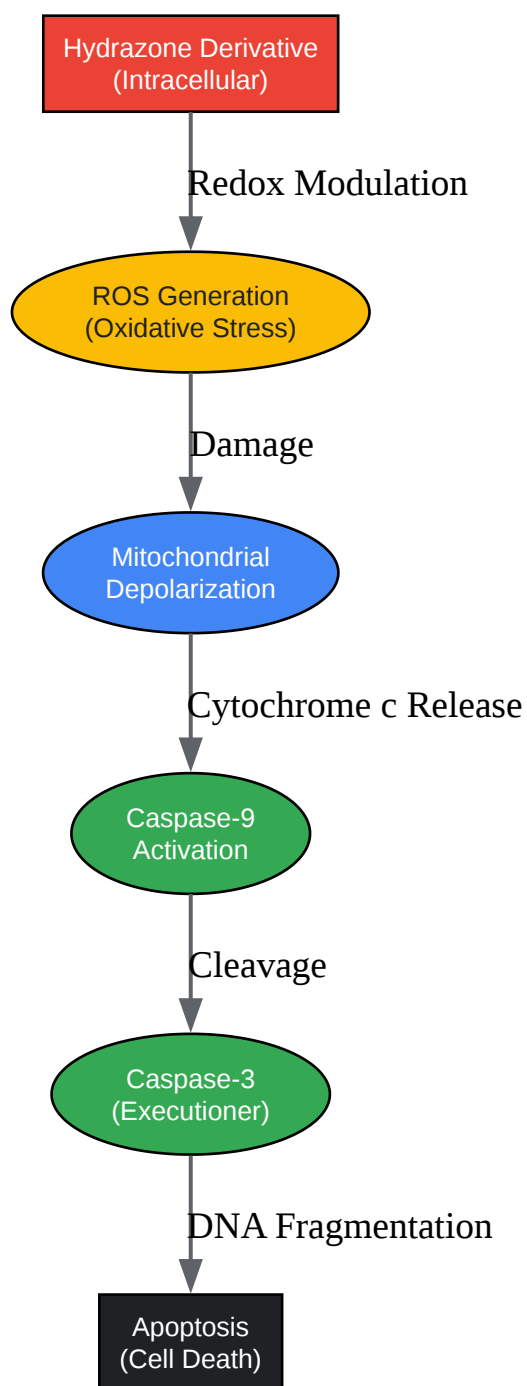 Hydrazone Derivative
(Intracellular)
Redox Modulation
ROS Generation
(Oxidative Stress)
Damage
Mitochondrial
Depolarization
Cytochrome c Release
Caspase-9
Activation
Cleavage
Caspase-3
(Executioner)
DNA Fragmentation
Apoptosis
(Cell Death)